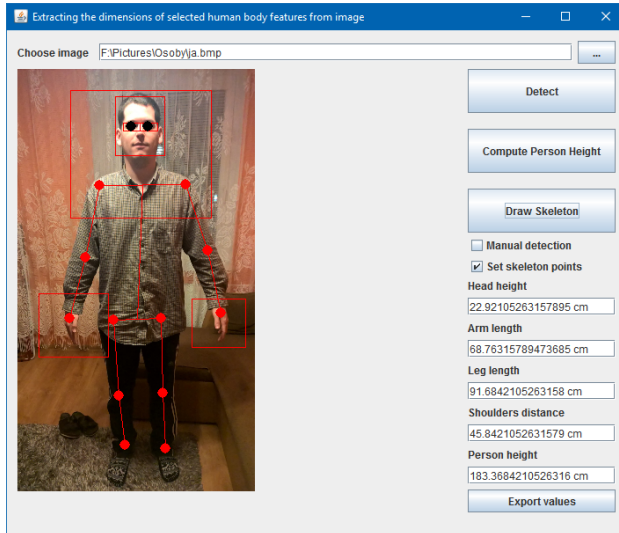 Extracting the dimensions of selected human body features from image
Choose image F:\Pictures\Osoby\ja.bmp ...
Detect
Compute Person Height
Draw Skeleton
Manual detection
Set skeleton points
Head height
22.92105263157895 cm
Arm length
68.76315789473685 cm
Leg length
91.6842105263158 cm
Shoulders distance
45.8421052631579 cm
Person height
183.3684210526316 cm
Export values